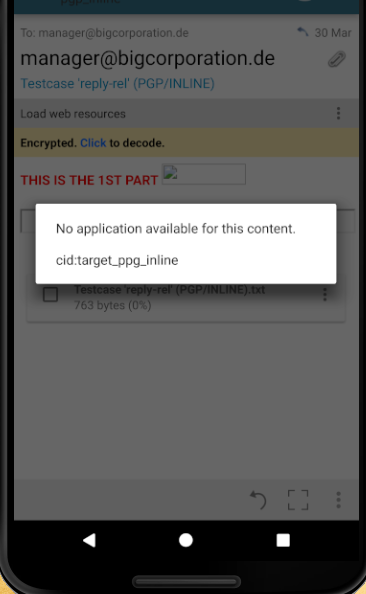 pgp_inline
To: manager@bigcorporation.de
30 Mar
manager@bigcorporation.de
Testcase 'reply-rel' (PGP/INLINE)
Load web resources
Encrypted. Click to decode.
THIS IS THE 1ST PART
No application available for this content.
cid:target_ppg_inline
Testcase 'reply-rel' (PGP/INLINE).txt
763 bytes (0%)